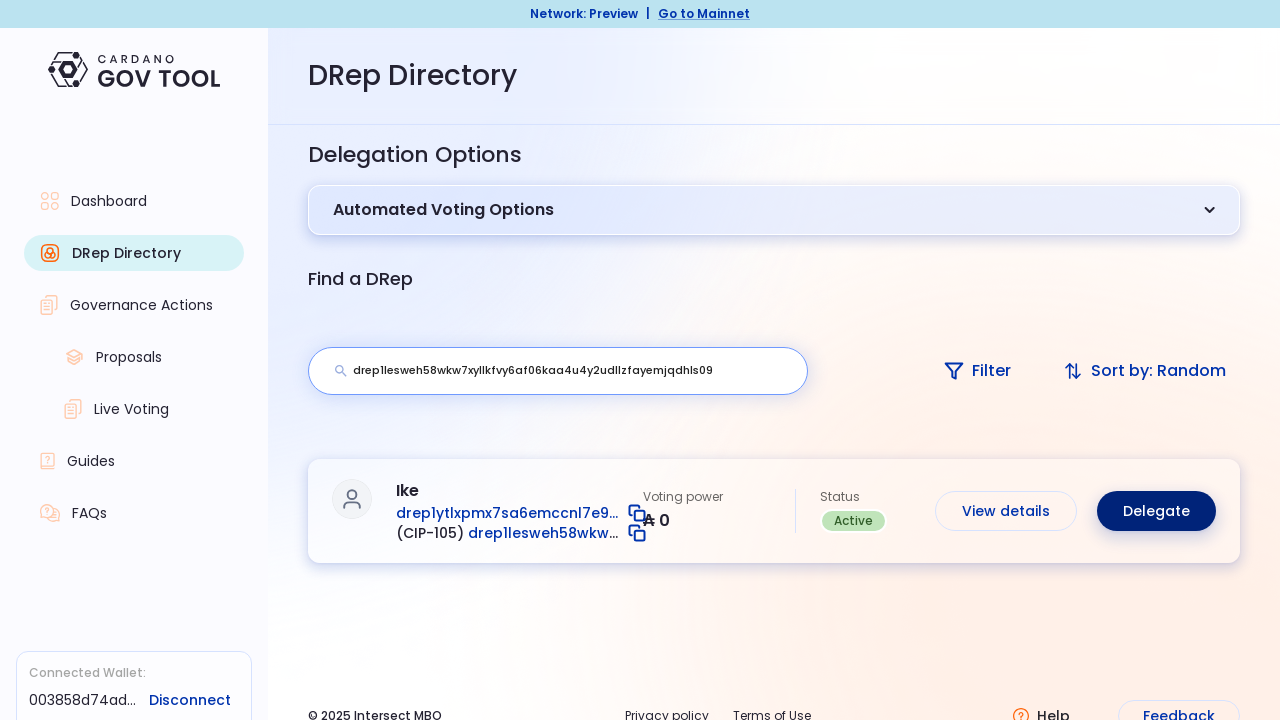 Network: Preview | Go to Mainnet
CARDANO
GOV TOOL
DRep Directory
Delegation Options
Automated Voting Options
Find a DRep
Dashboard
DRep Directory
Governance Actions
Proposals
Live Voting
Guides
FAQs
drep1lesweh58wkw7xyllkfvy6af06kaa4u4y2udllzfayemjqdhls09
Filter
Sort by: Random
Ike
drep1ytlxpmx7sa6emccnl7e9...
(CIP-105) drep1lesweh58wkw...
Voting power
₳ 0
Status
Active
View details
Delegate
Connected Wallet:
003858d74ad...
Disconnect
© 2025 Intersect MBO
Privacy policy
Terms of Use
Help
Feedback